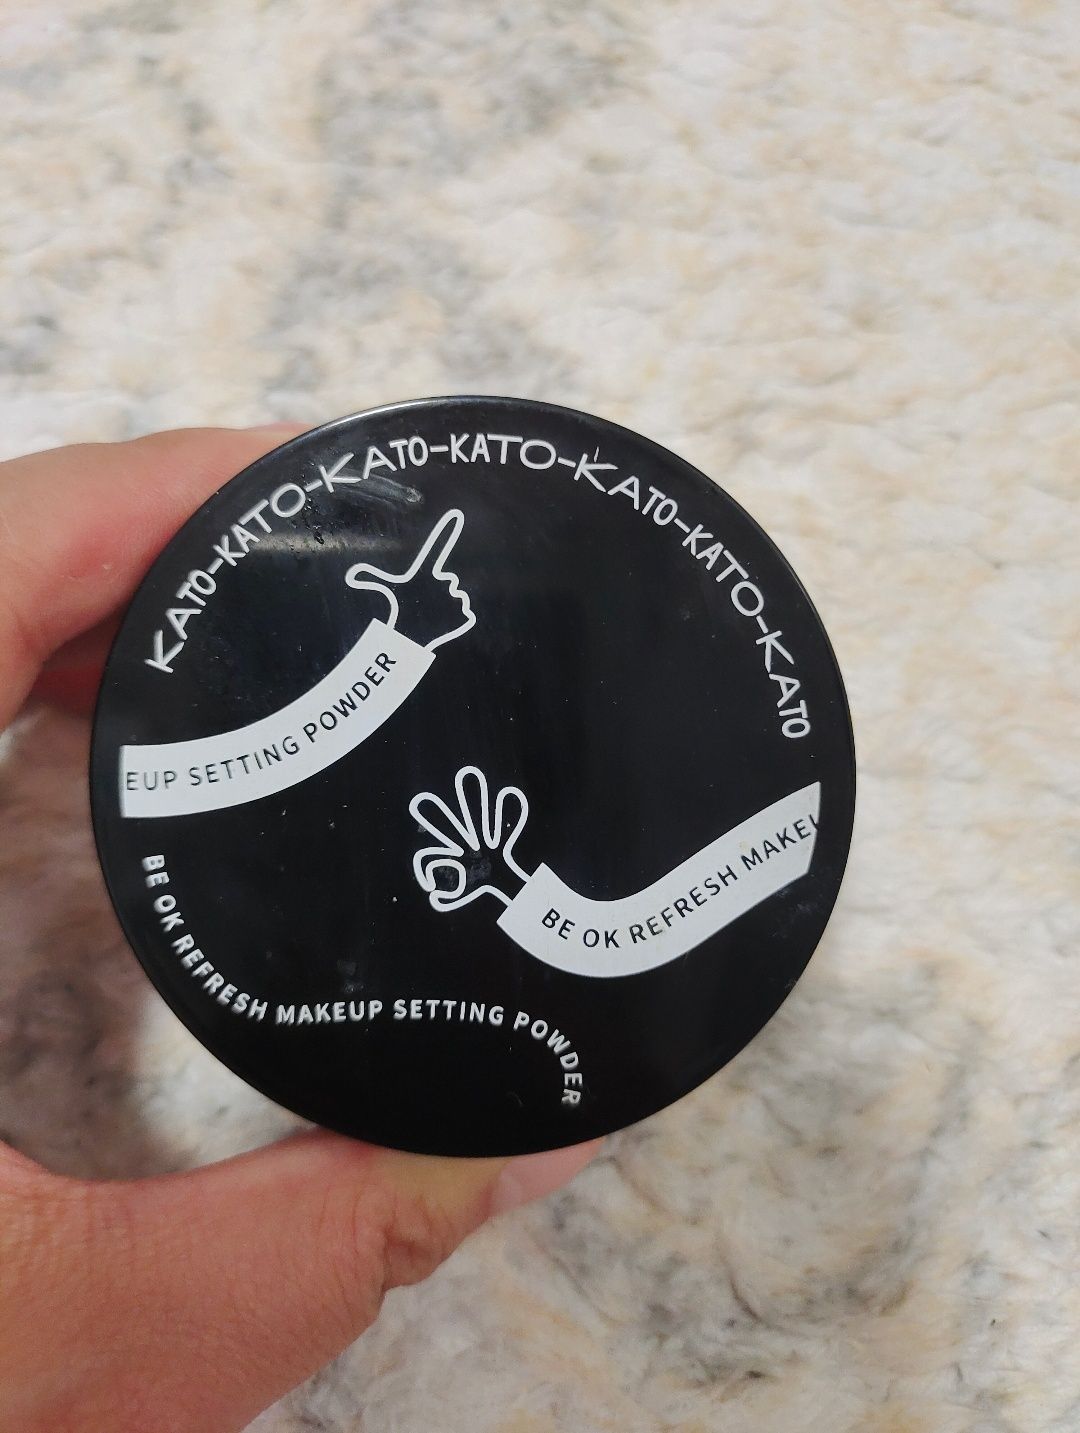 KATO-KATO-KATO-KATO-KATO-KATO-KATO
EUP SETTING POWDER
BE OK REFRESH MAKEU
BE OK REFRESH MAKEUP SETTING POWDER